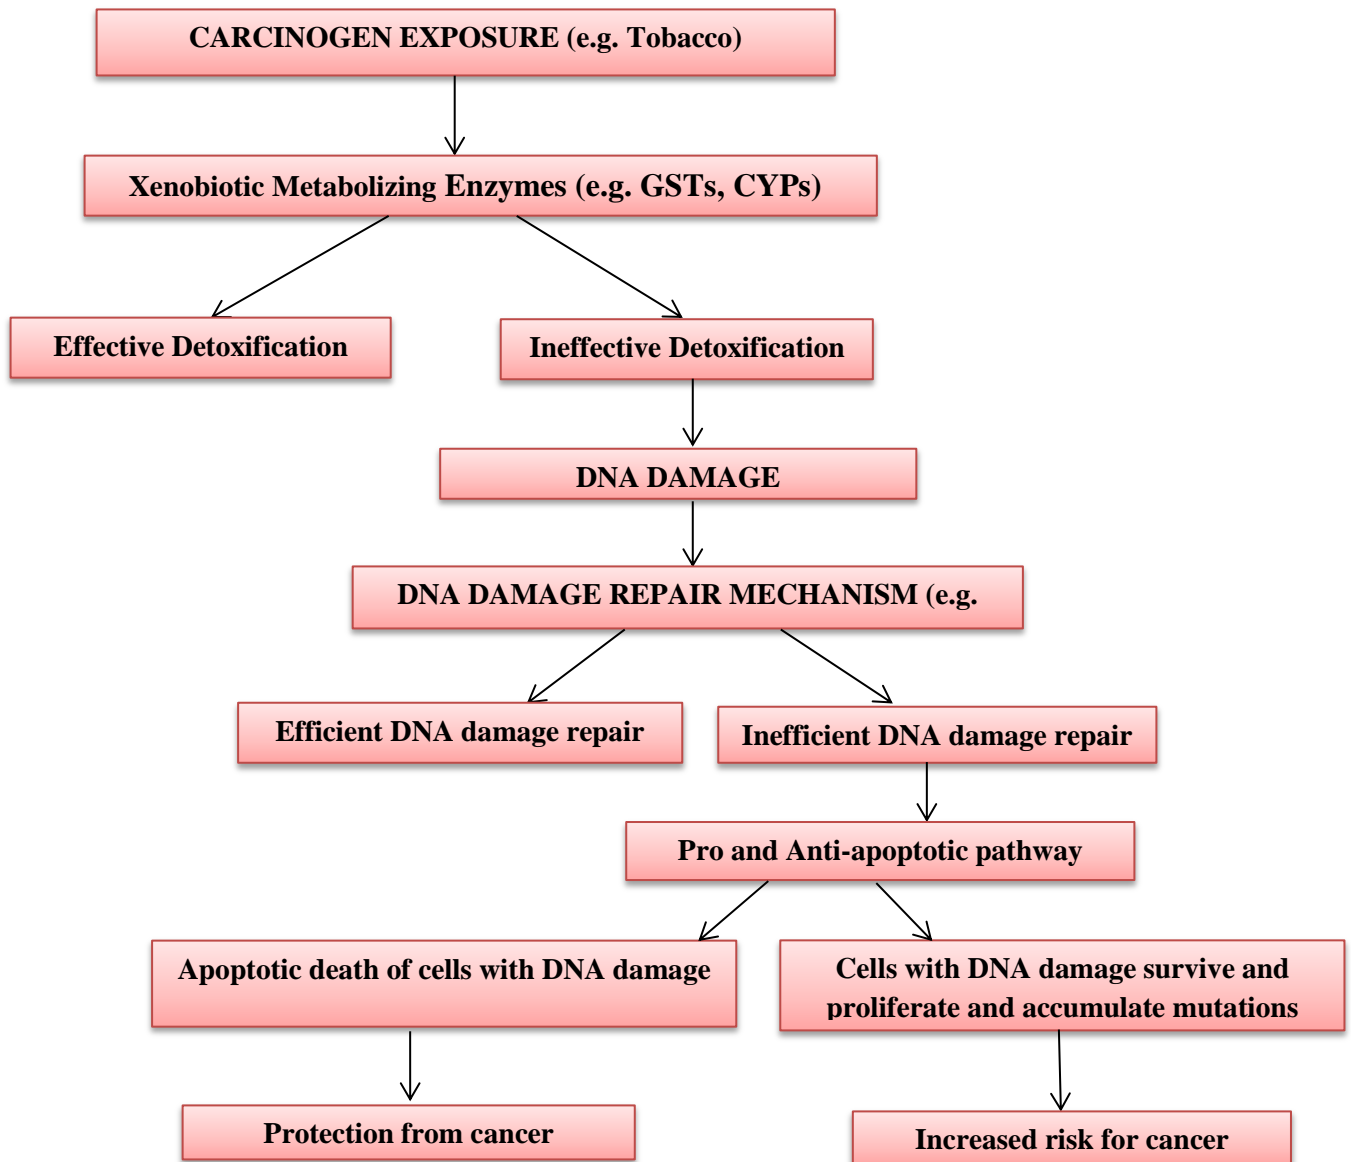 CARCINOGEN EXPOSURE (e.g. Tobacco)
Xenobiotic Metabolizing Enzymes (e.g. GSTs, CYPs)
Effective Detoxification
Ineffective Detoxification
DNA DAMAGE
DNA DAMAGE REPAIR MECHANISM (e.g.
Efficient DNA damage repair
Inefficient DNA damage repair
Pro and Anti-apoptotic pathway
Apoptotic death of cells with DNA damage
Cells with DNA damage survive and
proliferate and accumulate mutations
Protection from cancer
Increased risk for cancer